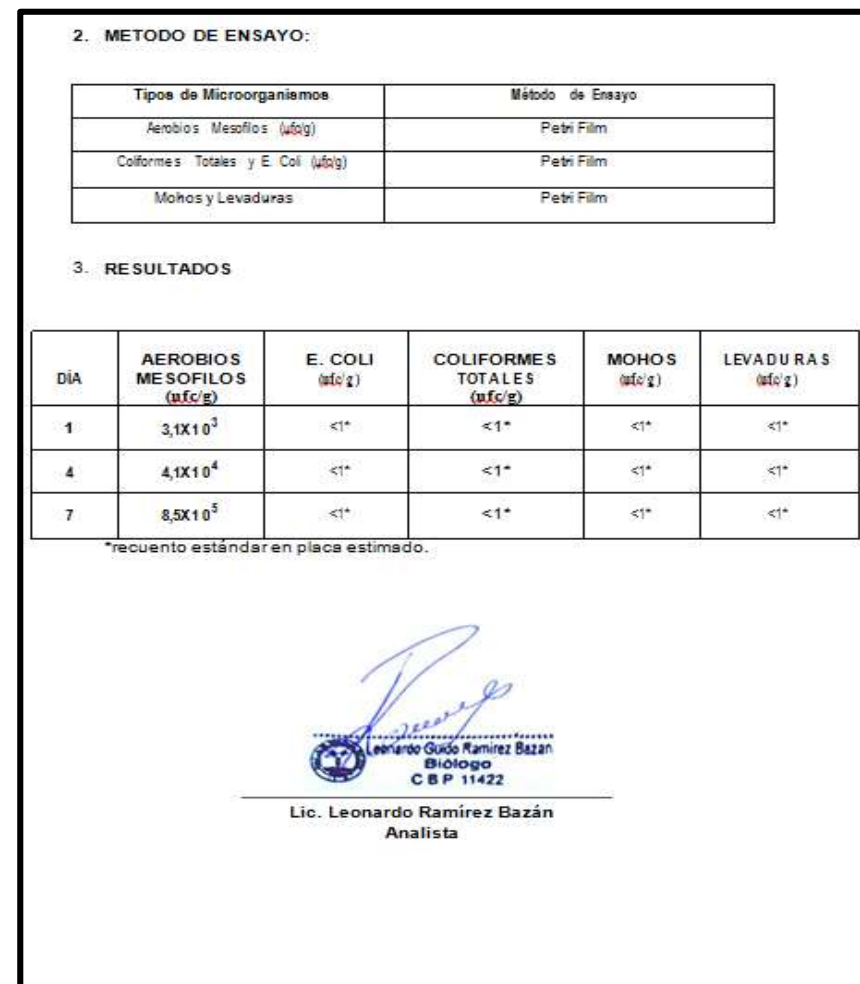 2. METODO DE ENSAYO:
Tipos de Microorganismos Método de Ensayo
Aerobios Mesofilos (ufc/g) Petri Film
Coliformes Totales y E. Coli (ufc/g) Petri Film
Mohos y Levaduras Petri Film
3. RESULTADOS
DÍA AEROBIOS MESOFILOS (ufc/g) E. COLI (ufc/g) COLIFORMES TOTALES (ufc/g) MOHOS (ufc/g) LEVADURAS (ufc/g)
1 3,1X10³ <1* <1* <1* <1*
4 4,1X10⁴ <1* <1* <1* <1*
7 8,5X10⁵ <1* <1* <1* <1*
*recuento estándar en placa estimado.
Leonardo Guido Ramirez Bazan
Biólogo
C B P 11422
Lic. Leonardo Ramírez Bazán
Analista